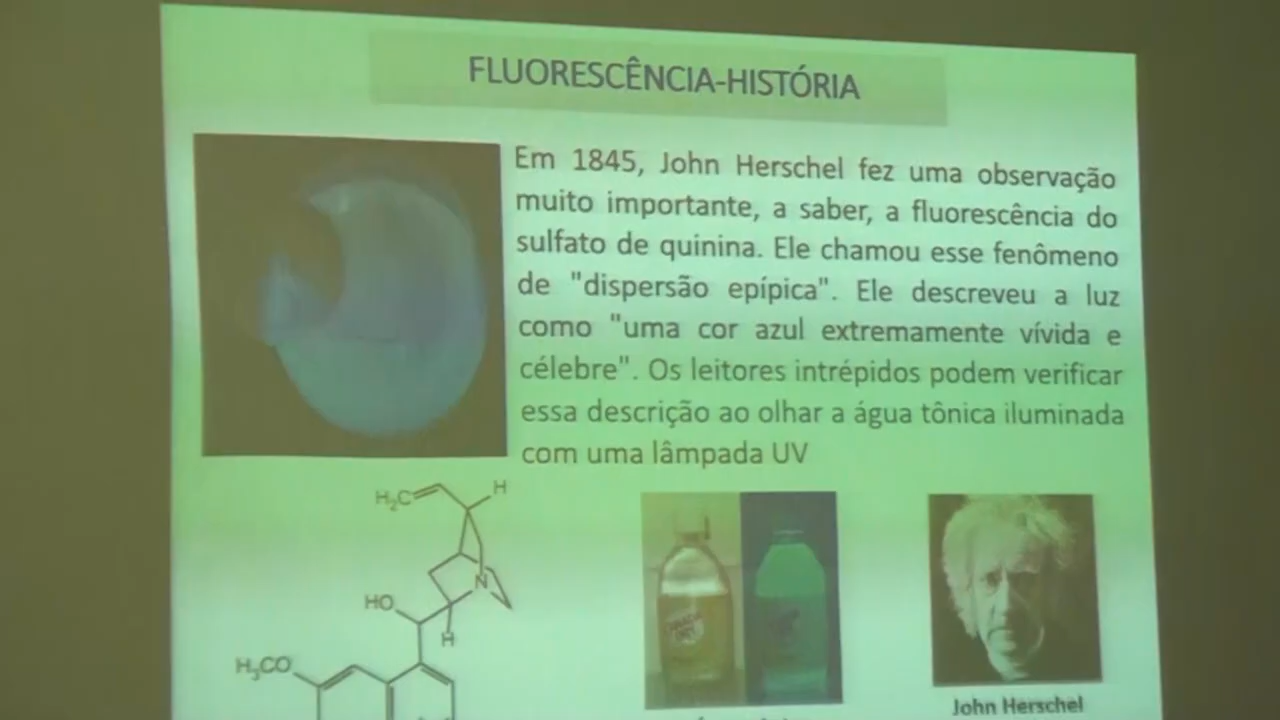 FLUORESCÊNCIA-HISTÓRIA
Em 1845, John Herschel fez uma observação
muito importante, a saber, a fluorescência do
sulfato de quinina. Ele chamou esse fenômeno
de "dispersão epípica". Ele descreveu a luz
como "uma cor azul extremamente vívida e
célebre". Os leitores intrépidos podem verificar
essa descrição ao olhar a água tônica iluminada
com uma lâmpada UV
H₂C
H
N
HO
H
H₃CO
John Herschel